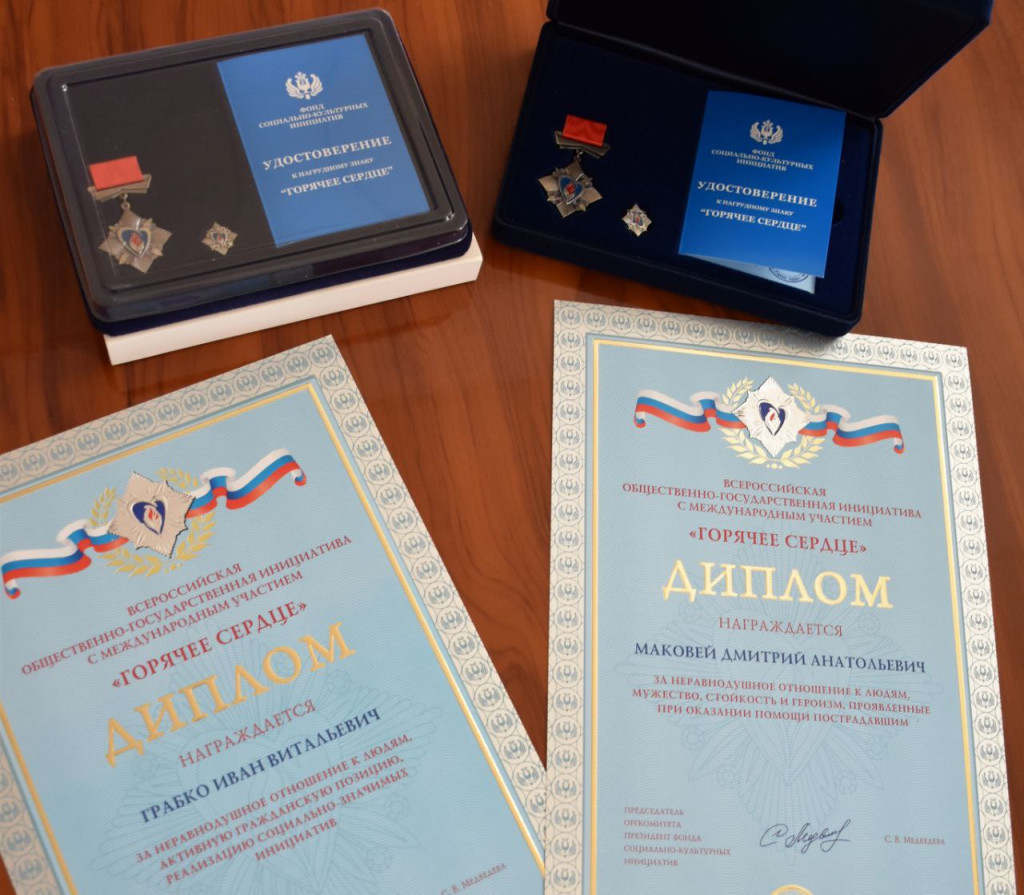 ФОНД
СОЦИАЛЬНО-КУЛЬТУРНЫХ
ИНИЦИАТИВ
УДОСТОВЕРЕНИЕ
К НАГРУДНОМУ ЗНАКУ
"ГОРЯЧЕЕ СЕРДЦЕ"
ФОНД
СОЦИАЛЬНО-КУЛЬТУРНЫХ
ИНИЦИАТИВ
УДОСТОВЕРЕНИЕ
К НАГРУДНОМУ ЗНАКУ
"ГОРЯЧЕЕ СЕРДЦЕ"
ВСЕРОССИЙСКАЯ
ОБЩЕСТВЕННО-ГОСУДАРСТВЕННАЯ ИНИЦИАТИВА
С МЕЖДУНАРОДНЫМ УЧАСТИЕМ
«ГОРЯЧЕЕ СЕРДЦЕ»
ДИПЛОМ
НАГРАЖДАЕТСЯ
ГРАБКО ИВАН ВИТАЛЬЕВИЧ
ЗА НЕРАВНОДУШНОЕ ОТНОШЕНИЕ К ЛЮДЯМ,
АКТИВНУЮ ГРАЖДАНСКУЮ ПОЗИЦИЮ,
РЕАЛИЗАЦИЮ СОЦИАЛЬНО-ЗНАЧИМЫХ
ИНИЦИАТИВ
С. В. МЕДВЕДЕВА
ВСЕРОССИЙСКАЯ
ОБЩЕСТВЕННО-ГОСУДАРСТВЕННАЯ ИНИЦИАТИВА
С МЕЖДУНАРОДНЫМ УЧАСТИЕМ
«ГОРЯЧЕЕ СЕРДЦЕ»
ДИПЛОМ
НАГРАЖДАЕТСЯ
МАКОВЕЙ ДМИТРИЙ АНАТОЛЬЕВИЧ
ЗА НЕРАВНОДУШНОЕ ОТНОШЕНИЕ К ЛЮДЯМ,
МУЖЕСТВО, СТОЙКОСТЬ И ГЕРОИЗМ, ПРОЯВЛЕННЫЕ
ПРИ ОКАЗАНИИ ПОМОЩИ ПОСТРАДАВШИМ
ПРЕДСЕДАТЕЛЬ
ОРГКОМИТЕТА
ПРЕЗИДЕНТ ФОНДА
СОЦИАЛЬНО-КУЛЬТУРНЫХ
ИНИЦИАТИВ
С. В. МЕДВЕДЕВА